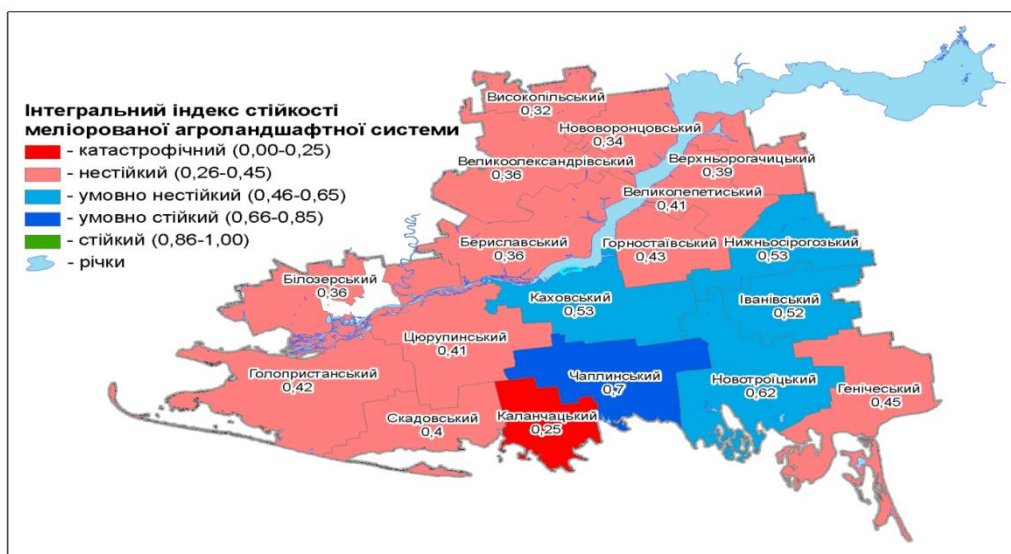 Інтегральний індекс стійкості
меліорованої агроландшафтної системи
- катастрофічний (0,00-0,25)
- нестійкий (0,26-0,45)
- умовно нестійкий (0,46-0,65)
- умовно стійкий (0,66-0,85)
- стійкий (0,86-1,00)
- річки
Високопільський
0,32
Нововоронцовський
0,34
Великоолександрівський
0,36
Верхньорогачицький
0,39
Великолепетиський
0,41
Бериславський
0,36
Горностаївський
0,43
Нижньосірогозький
0,53
Білозерський
0,36
Каховський
0,53
Іванівський
0,52
Цюрупинський
0,41
Голопристанський
0,42
Чаплинський
0,7
Новотроїцький
0,62
Генічеський
0,45
Скадовський
0,4
Каланчацький
0,25